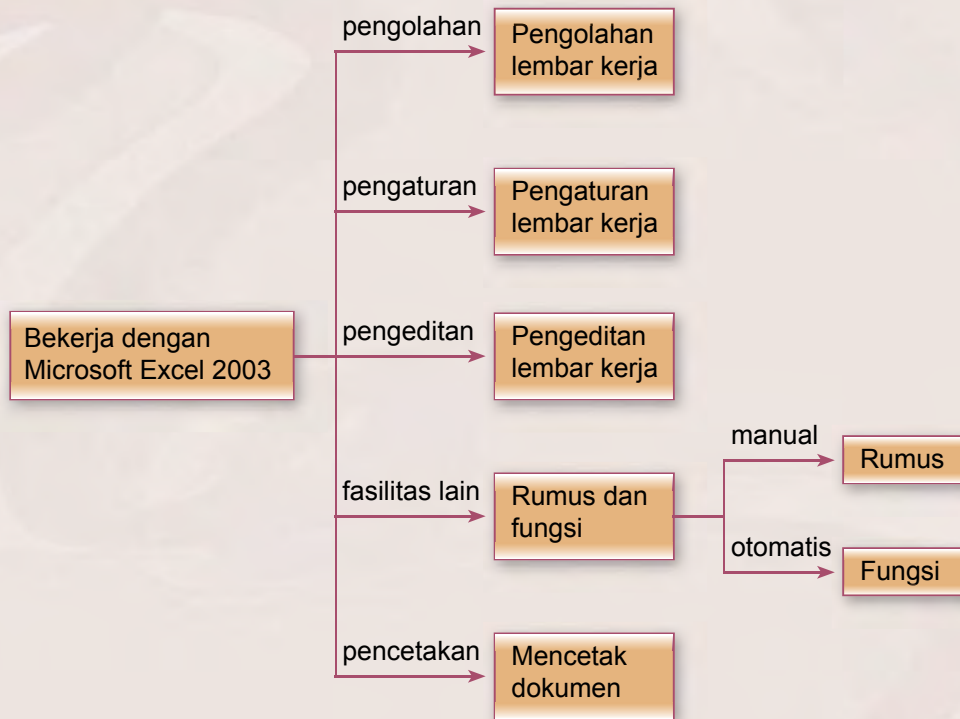 pengolahan
Pengolahan
lembar kerja
pengaturan
Pengaturan
lembar kerja
Bekerja dengan
Microsoft Excel 2003
pengeditan
Pengeditan
lembar kerja
fasilitas lain
Rumus dan
fungsi
manual
Rumus
otomatis
Fungsi
pencetakan
Mencetak
dokumen